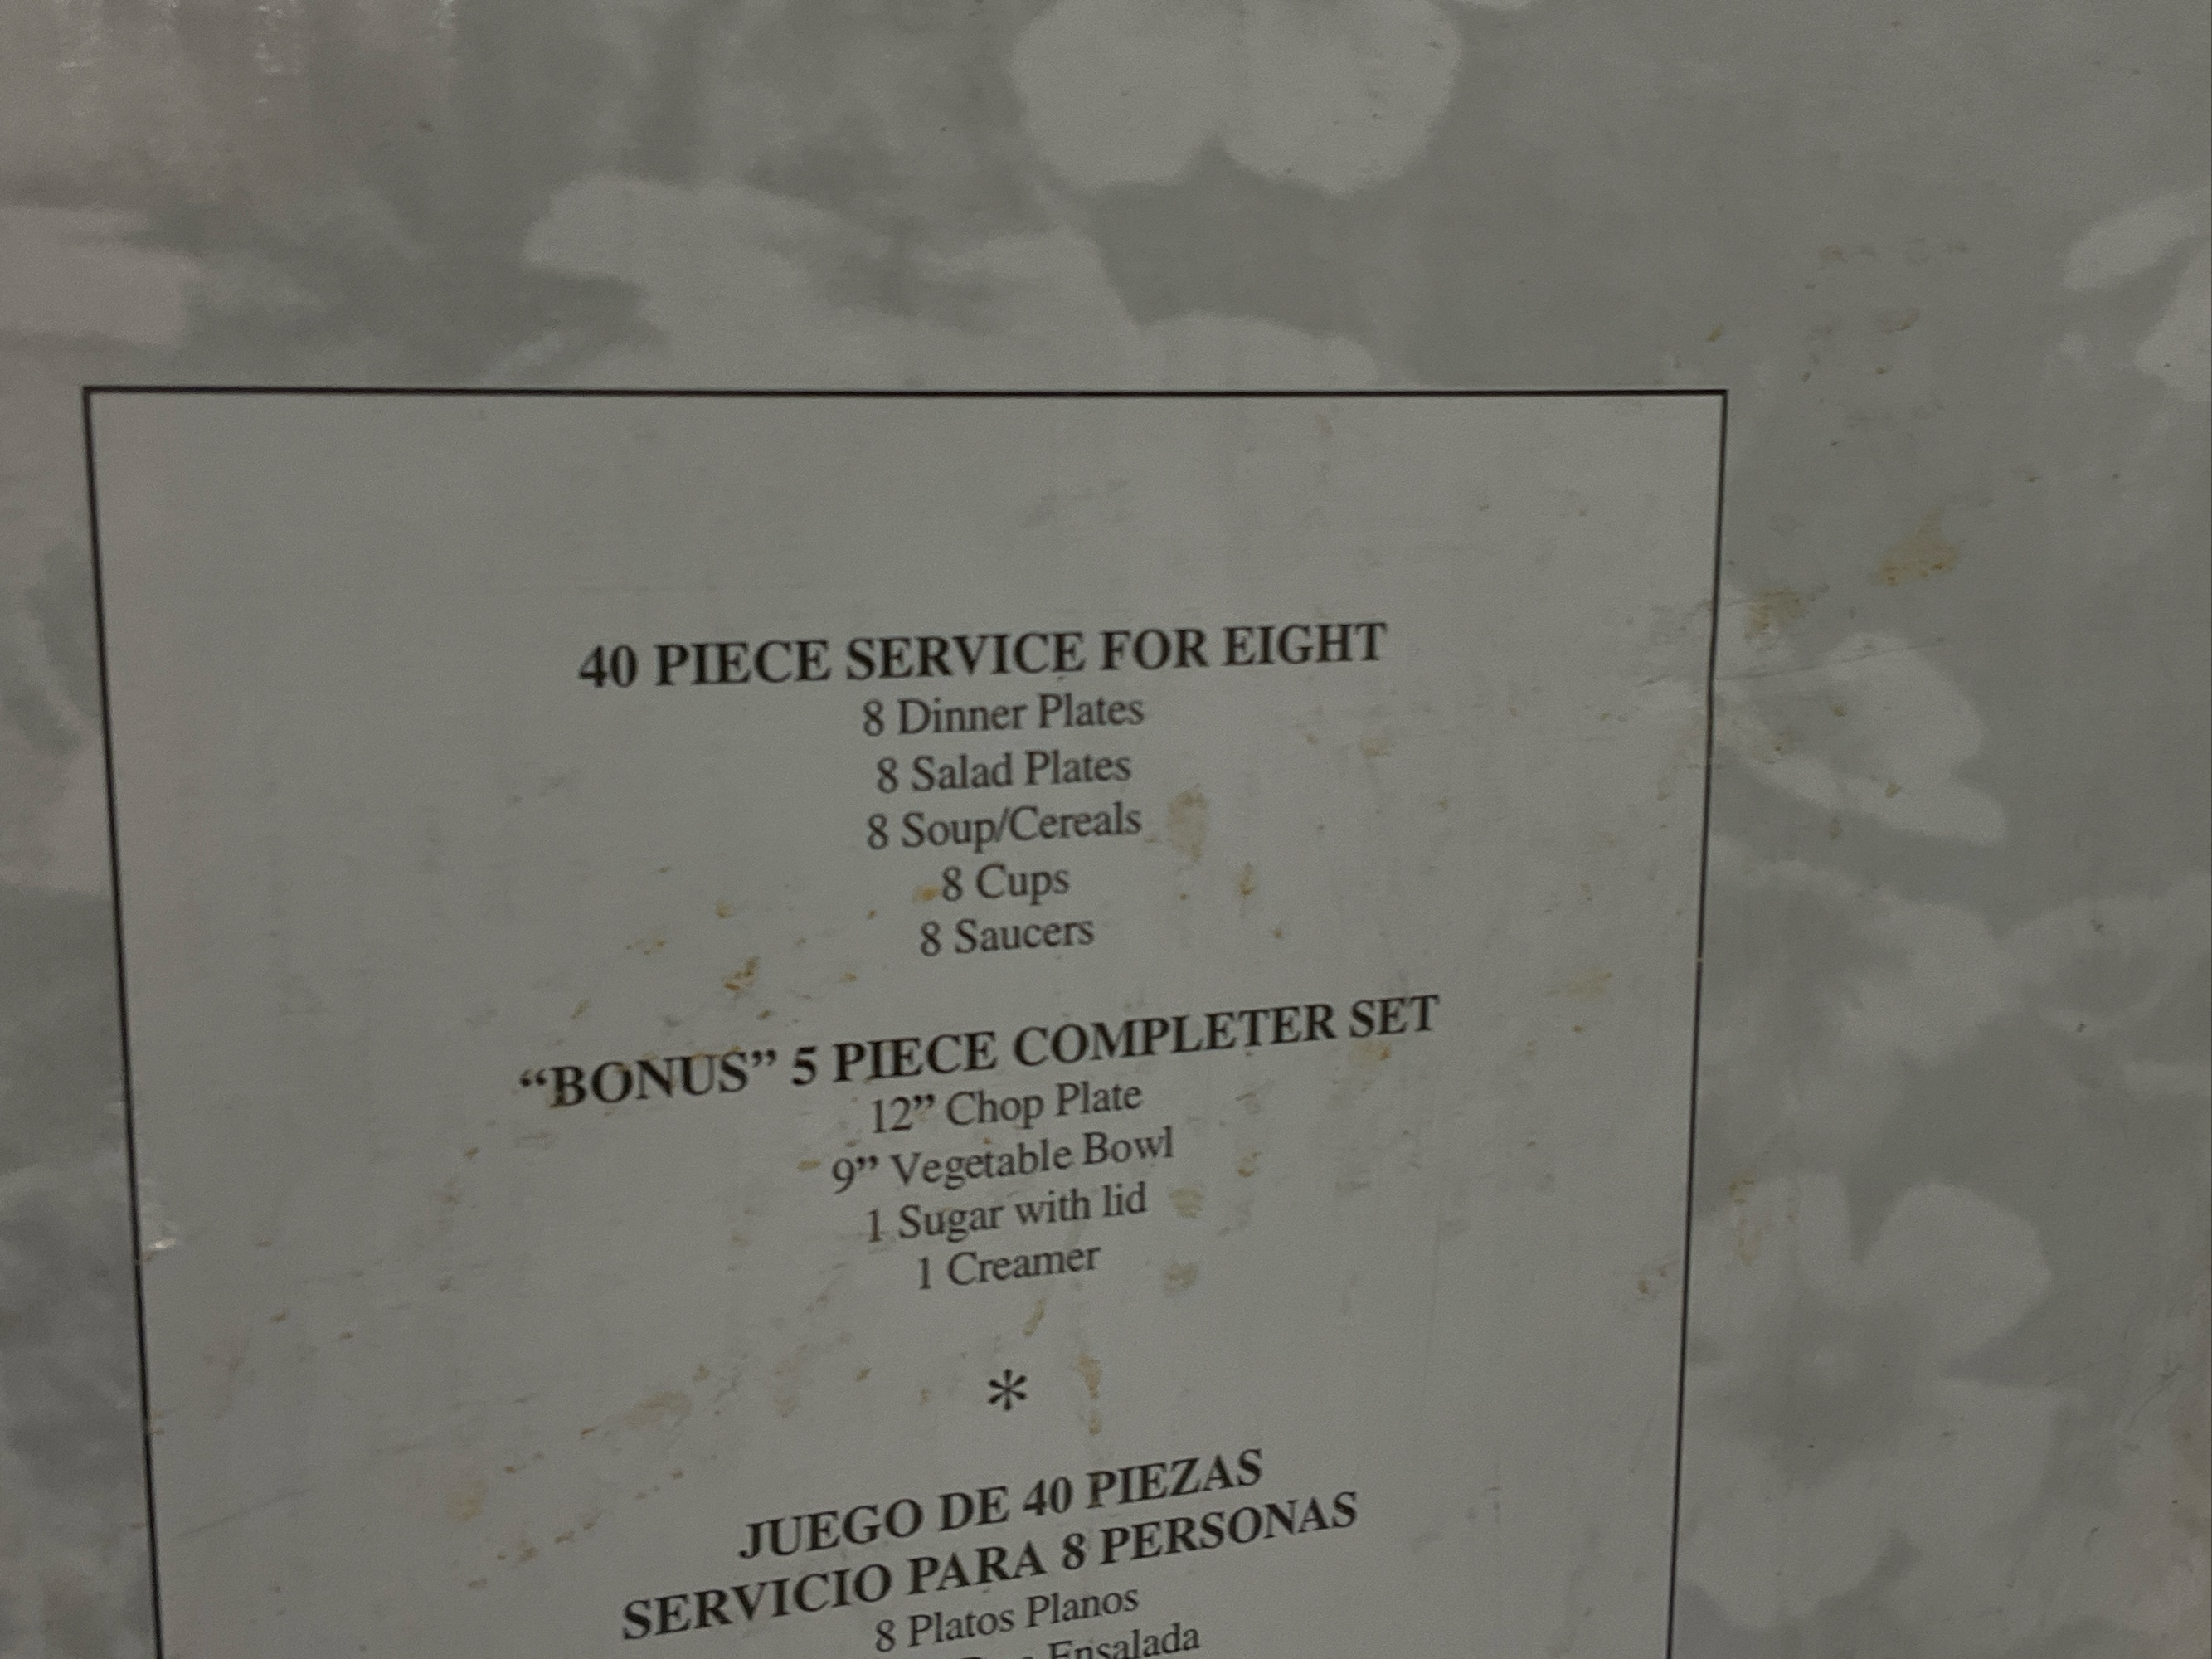 40 PIECE SERVICE FOR EIGHT
8 Dinner Plates
8 Salad Plates
8 Soup/Cereals
8 Cups
8 Saucers
“BONUS” 5 PIECE COMPLETER SET
12” Chop Plate
9” Vegetable Bowl
1 Sugar with lid
1 Creamer
*
JUEGO DE 40 PIEZAS
SERVICIO PARA 8 PERSONAS
8 Platos Planos
Ensalada